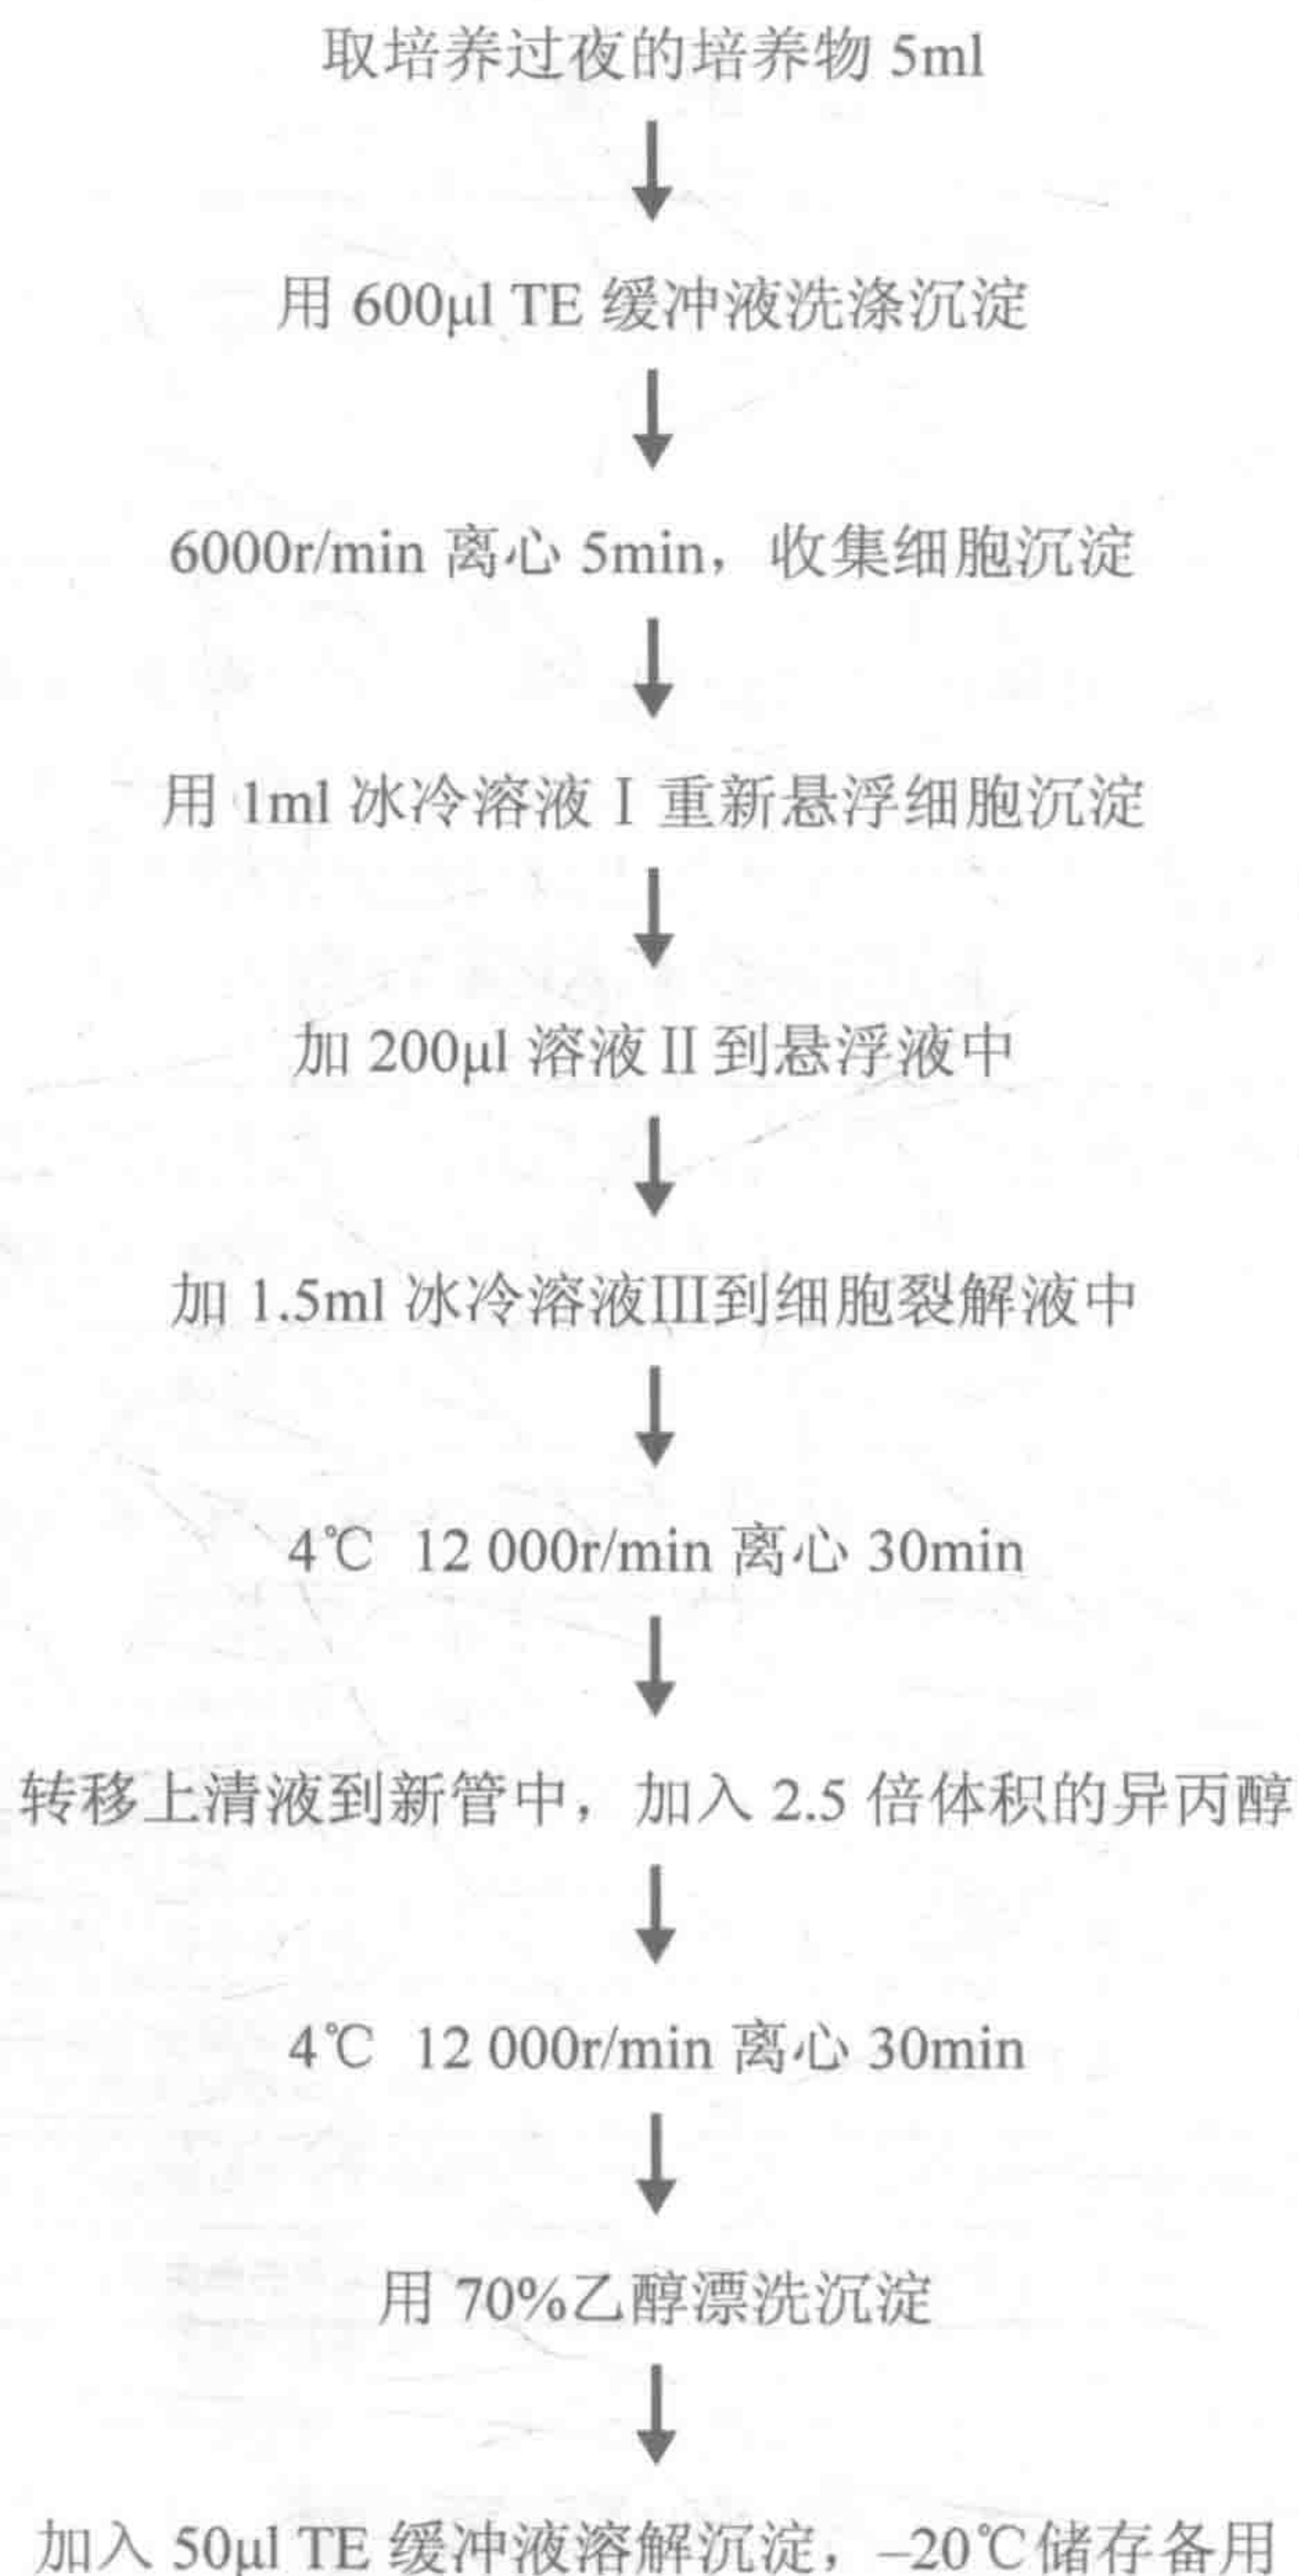 取培养过夜的培养物 5ml
用 600μl TE 缓冲液洗涤沉淀
6000r/min 离心 5min，收集细胞沉淀
用 1ml 冰冷溶液Ⅰ重新悬浮细胞沉淀
加 200μl 溶液Ⅱ到悬浮液中
加 1.5ml 冰冷溶液Ⅲ到细胞裂解液中
4℃ 12 000r/min 离心 30min
转移上清液到新管中，加入 2.5 倍体积的异丙醇
4℃ 12 000r/min 离心 30min
用 70%乙醇漂洗沉淀
加入 50μl TE 缓冲液溶解沉淀，–20℃储存备用